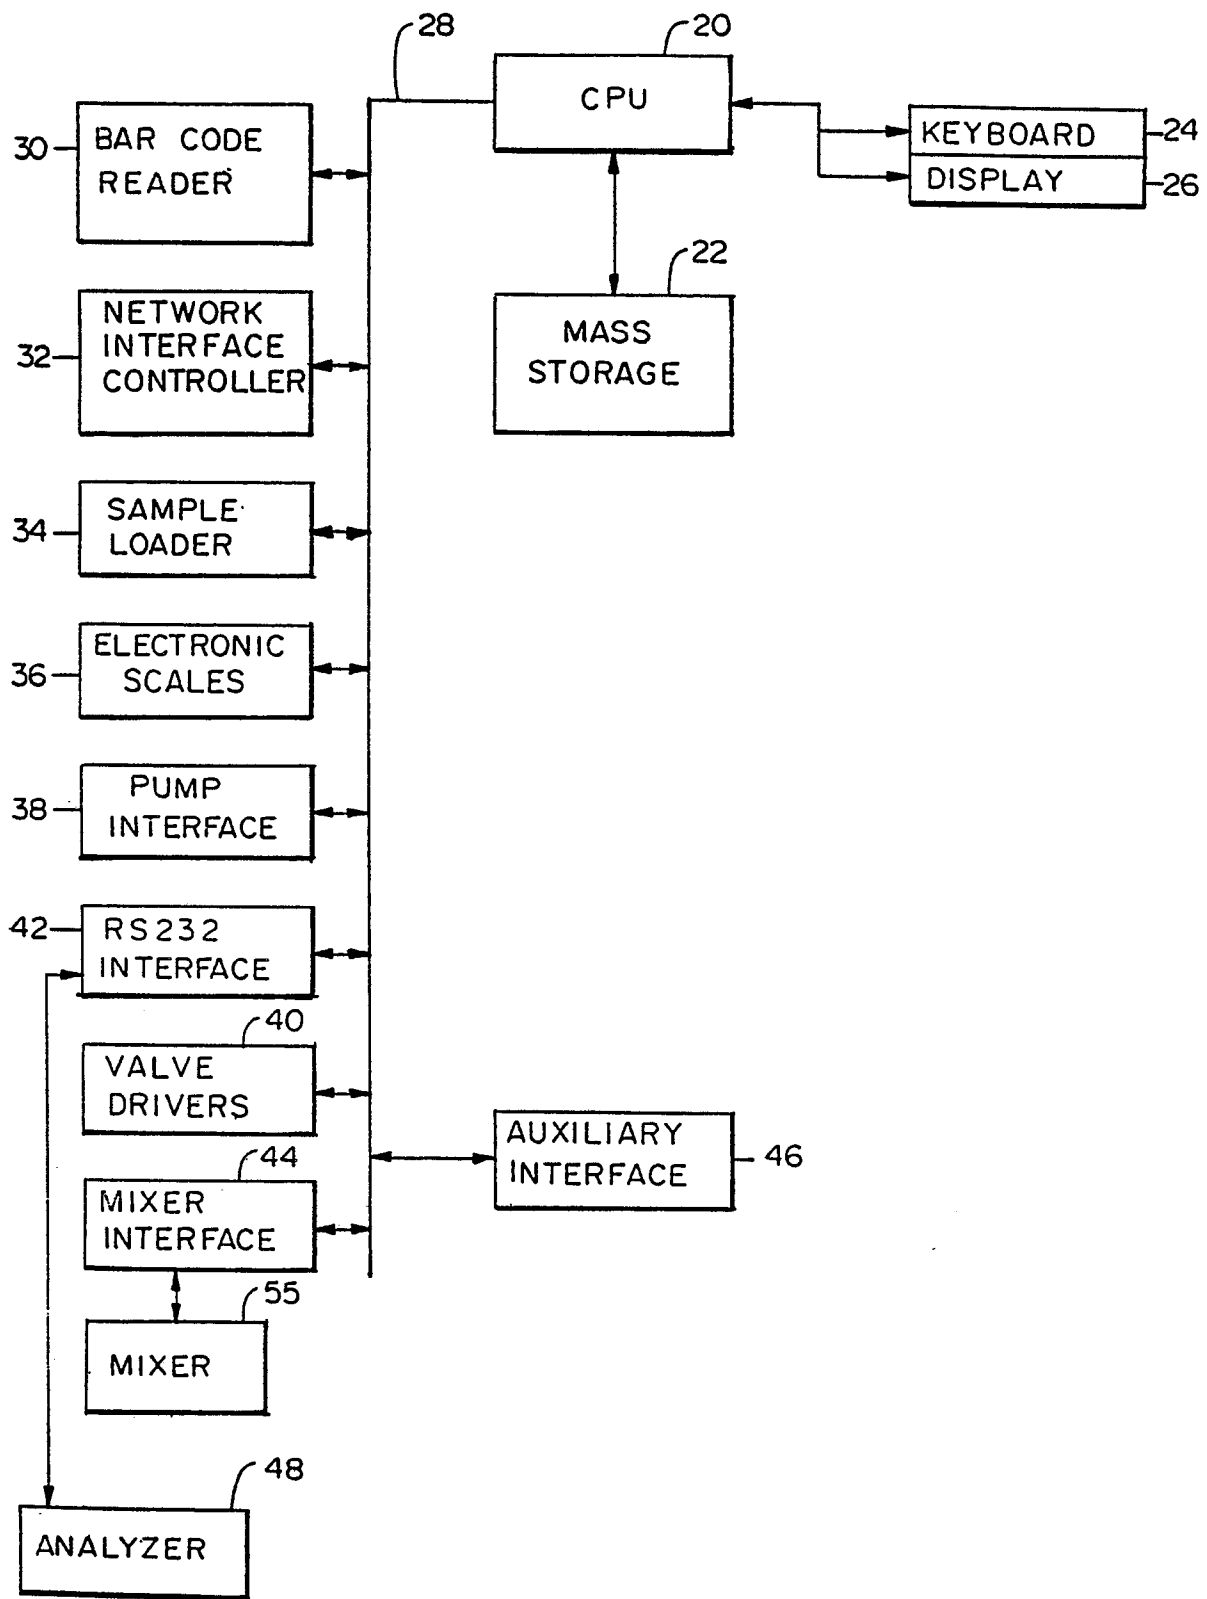 28
20
CPU
30
BAR CODE
READER
KEYBOARD
24
DISPLAY
26
22
MASS
STORAGE
32
NETWORK
INTERFACE
CONTROLLER
34
SAMPLE
LOADER
36
ELECTRONIC
SCALES
38
PUMP
INTERFACE
42
RS232
INTERFACE
40
VALVE
DRIVERS
AUXILIARY
INTERFACE
46
44
MIXER
INTERFACE
55
MIXER
48
ANALYZER